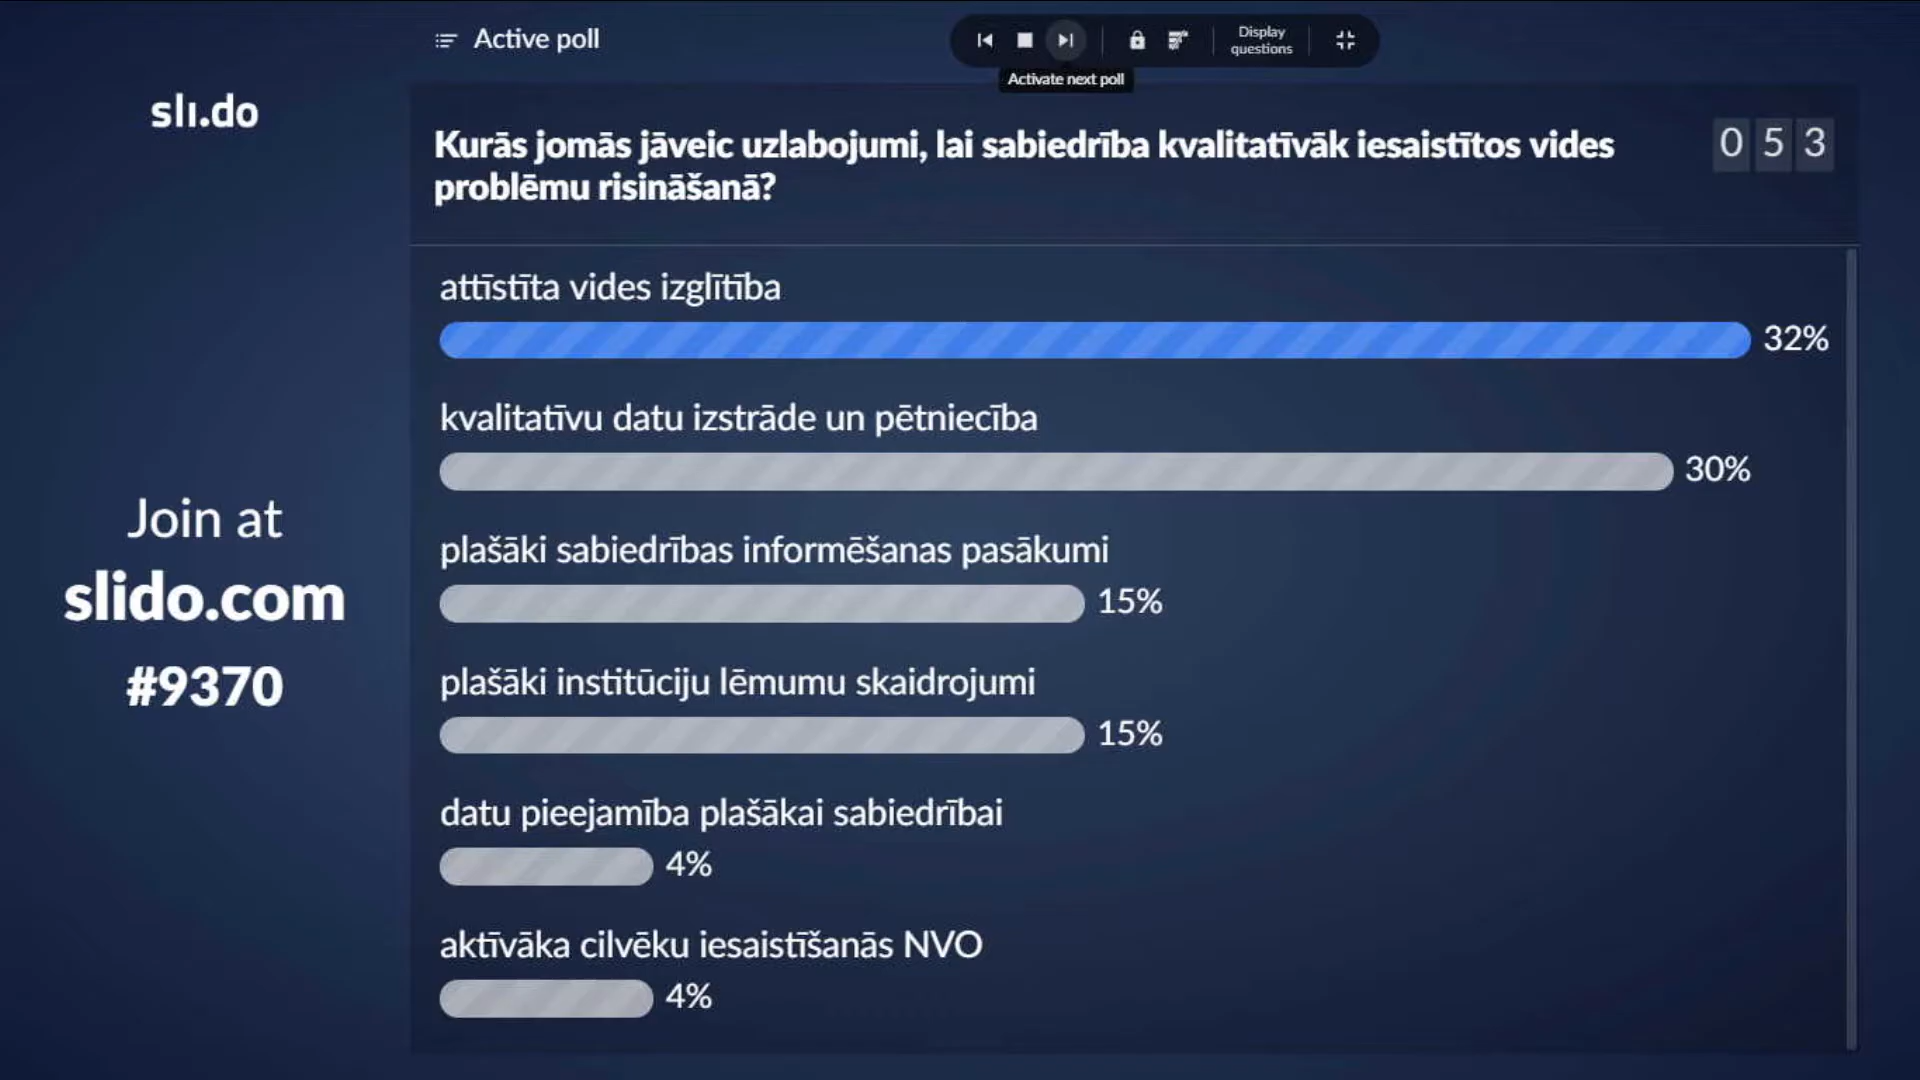 Active poll
Display
questions
Activate next poll
slı.do
Kurās jomās jāveic uzlabojumi, lai sabiedrība kvalitatīvāk iesaistītos vides
problēmu risināšanā?
0 5 3
attīstīta vides izglītība
32%
kvalitatīvu datu izstrāde un pētniecība
30%
plašāki sabiedrības informēšanas pasākumi
15%
plašāki institūciju lēmumu skaidrojumi
15%
datu pieejamība plašākai sabiedrībai
4%
aktīvāka cilvēku iesaistīšanās NVO
4%
Join at
slido.com
#9370